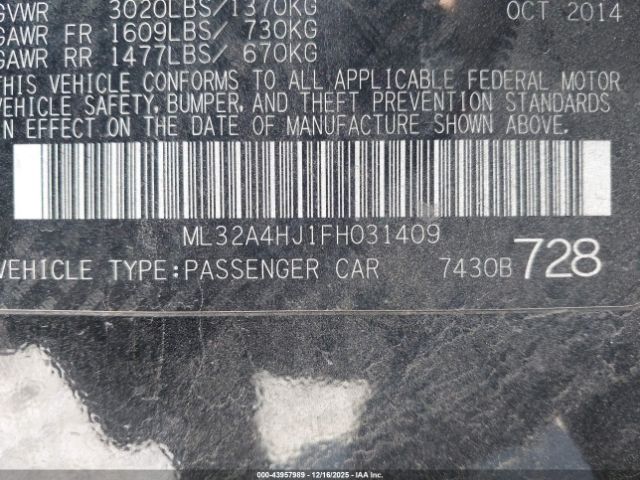 GVWR 3020LBS/1370KG OCT 2014
GAWR FR 1609LBS/ 730KG
GAWR RR 1477LBS/ 670KG
THIS VEHICLE CONFORMS TO ALL APPLICABLE FEDERAL MOTOR
VEHICLE SAFETY, BUMPER, AND THEFT PREVENTION STANDARDS
IN EFFECT ON THE DATE OF MANUFACTURE SHOWN ABOVE.
ML32A4HJ1FH031409
VEHICLE TYPE:PASSENGER CAR 7430B 728
000-43957989 - 12/16/2025 - IAAI.COM